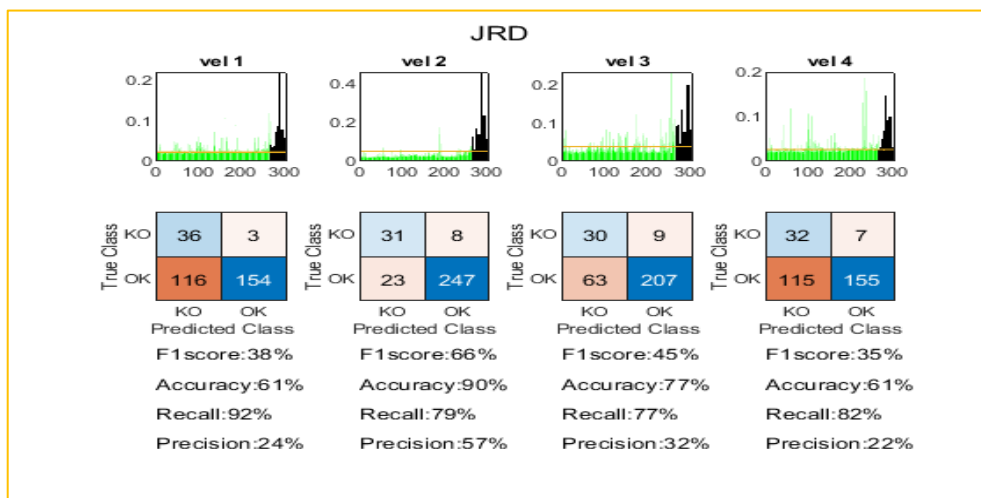 JRD
vel 1 vel 2 vel 3 vel 4
0.2 0.4 0.2 0.2
0.1 0.2 0.1 0.1
0 0 0 0
0 100 200 300 0 100 200 300 0 100 200 300 0 100 200 300
True Class KO 36 3 True Class KO 31 8 True Class KO 30 9 True Class KO 32 7
OK 116 154 OK 23 247 OK 63 207 OK 115 155
KO OK KO OK KO OK KO OK
Predicted Class Predicted Class Predicted Class Predicted Class
F1score:38% F1score:66% F1score:45% F1score:35%
Accuracy:61% Accuracy:90% Accuracy:77% Accuracy:61%
Recall:92% Recall:79% Recall:77% Recall:82%
Precision:24% Precision:57% Precision:32% Precision:22%